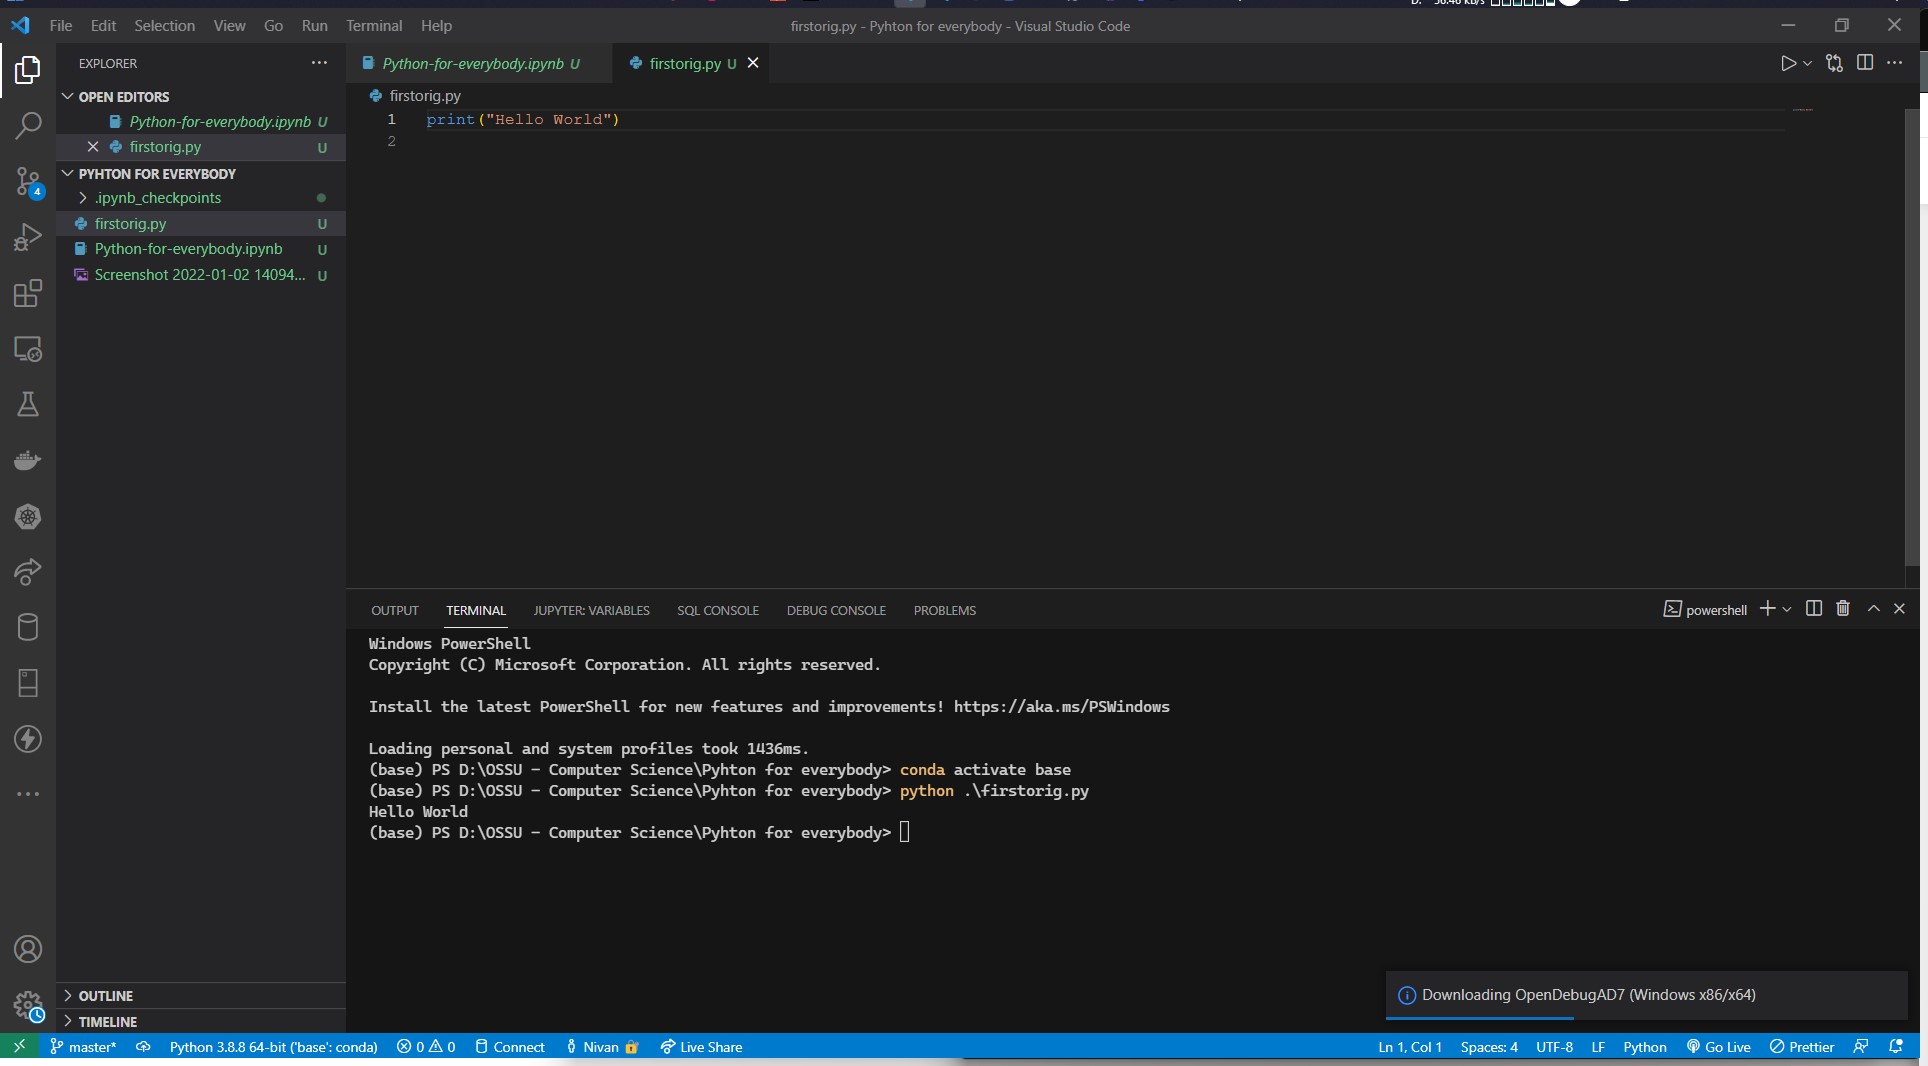 File Edit Selection View Go Run Terminal Help
firstorig.py - Pyhton for everybody - Visual Studio Code
EXPLORER
OPEN EDITORS
Python-for-everybody.ipynb U
firstorig.py U
PYHTON FOR EVERYBODY
.ipynb_checkpoints
firstorig.py U
Python-for-everybody.ipynb U
Screenshot 2022-01-02 14094... U
4
OUTLINE
TIMELINE
Python-for-everybody.ipynb U
firstorig.py U
firstorig.py
1 print("Hello World")
2
OUTPUT TERMINAL JUPYTER: VARIABLES SQL CONSOLE DEBUG CONSOLE PROBLEMS
powershell
Windows PowerShell
Copyright (C) Microsoft Corporation. All rights reserved.
Install the latest PowerShell for new features and improvements! https://aka.ms/PSWindows
Loading personal and system profiles took 1436ms.
(base) PS D:\OSSU - Computer Science\Pyhton for everybody> conda activate base
(base) PS D:\OSSU - Computer Science\Pyhton for everybody> python .\firstorig.py
Hello World
(base) PS D:\OSSU - Computer Science\Pyhton for everybody>
Downloading OpenDebugAD7 (Windows x86/x64)
master* Python 3.8.8 64-bit ('base': conda) 0 0 Connect Nivan Live Share Ln 1, Col 1 Spaces: 4 UTF-8 LF Python Go Live Prettier